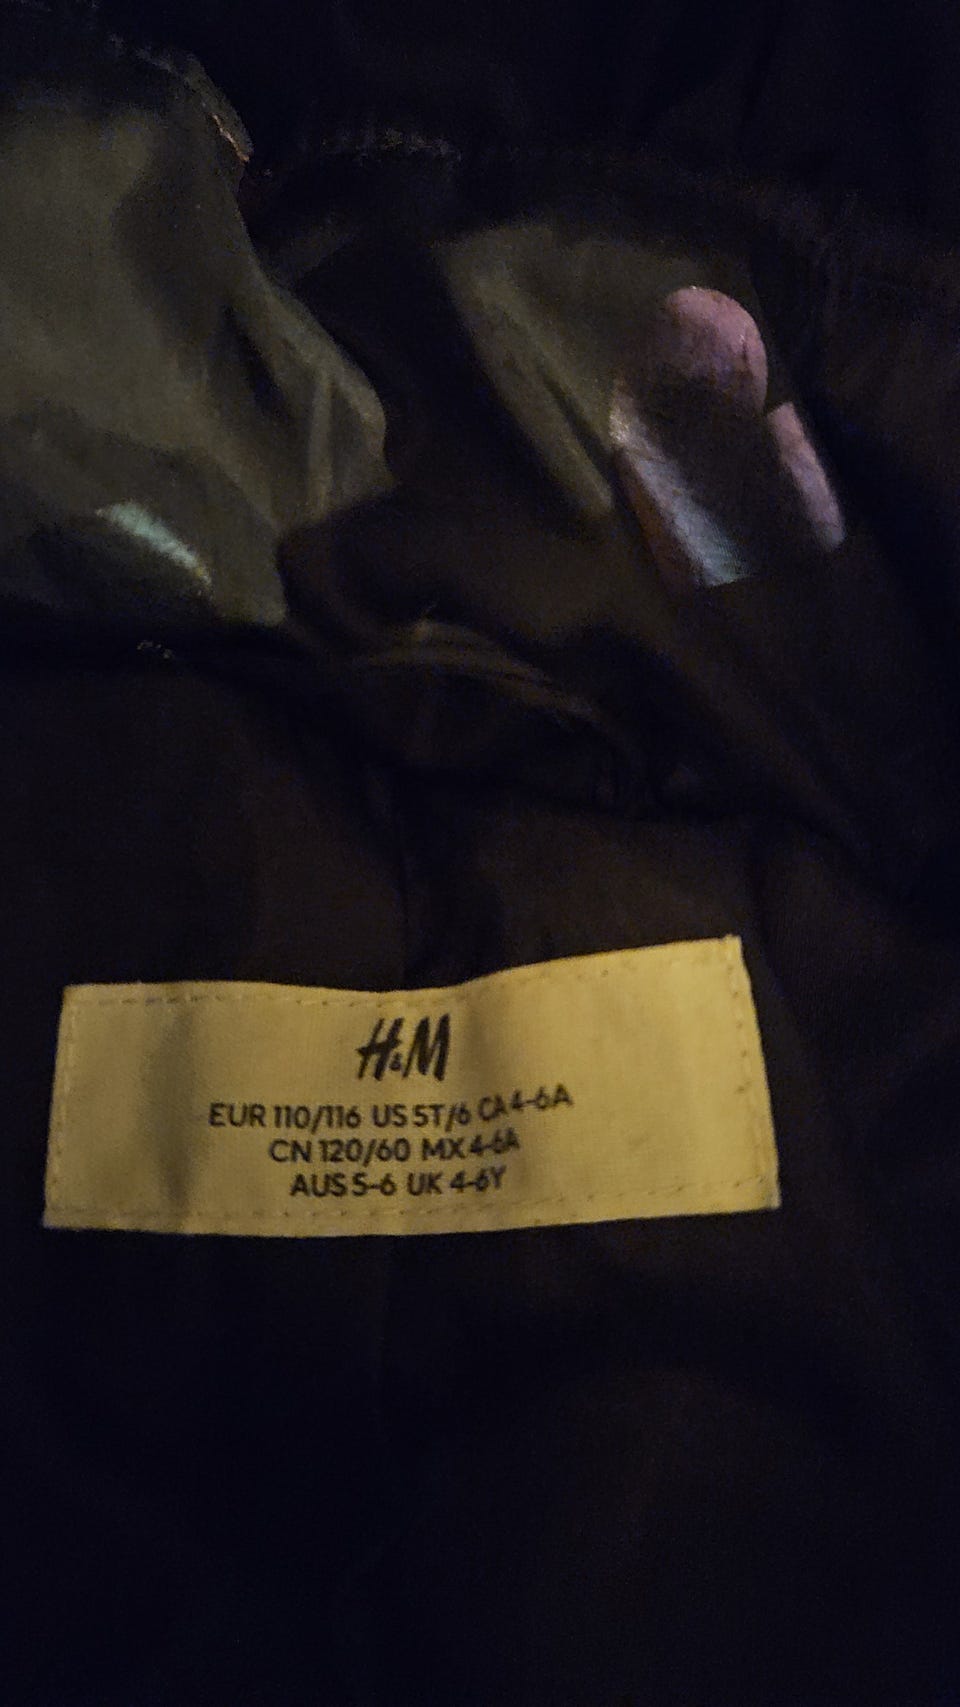 H&M
EUR 110/116 US 5T/6 CA 4-6A
CN 120/60 MX 4-6A
AUS 5-6 UK 4-6Y